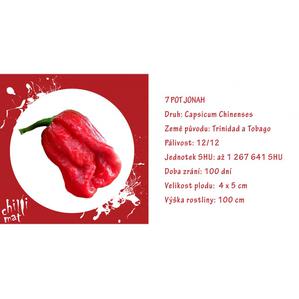 7 POT JONAH
Druh: Capsicum Chinenses
Země původu: Trinidad a Tobago
Pálivost: 12/12
Jednotek SHU: až 1 267 641 SHU
Doba zrání: 100 dní
Velikost plodu: 4 x 5 cm
Výška rostliny: 100 cm
chilli
mat